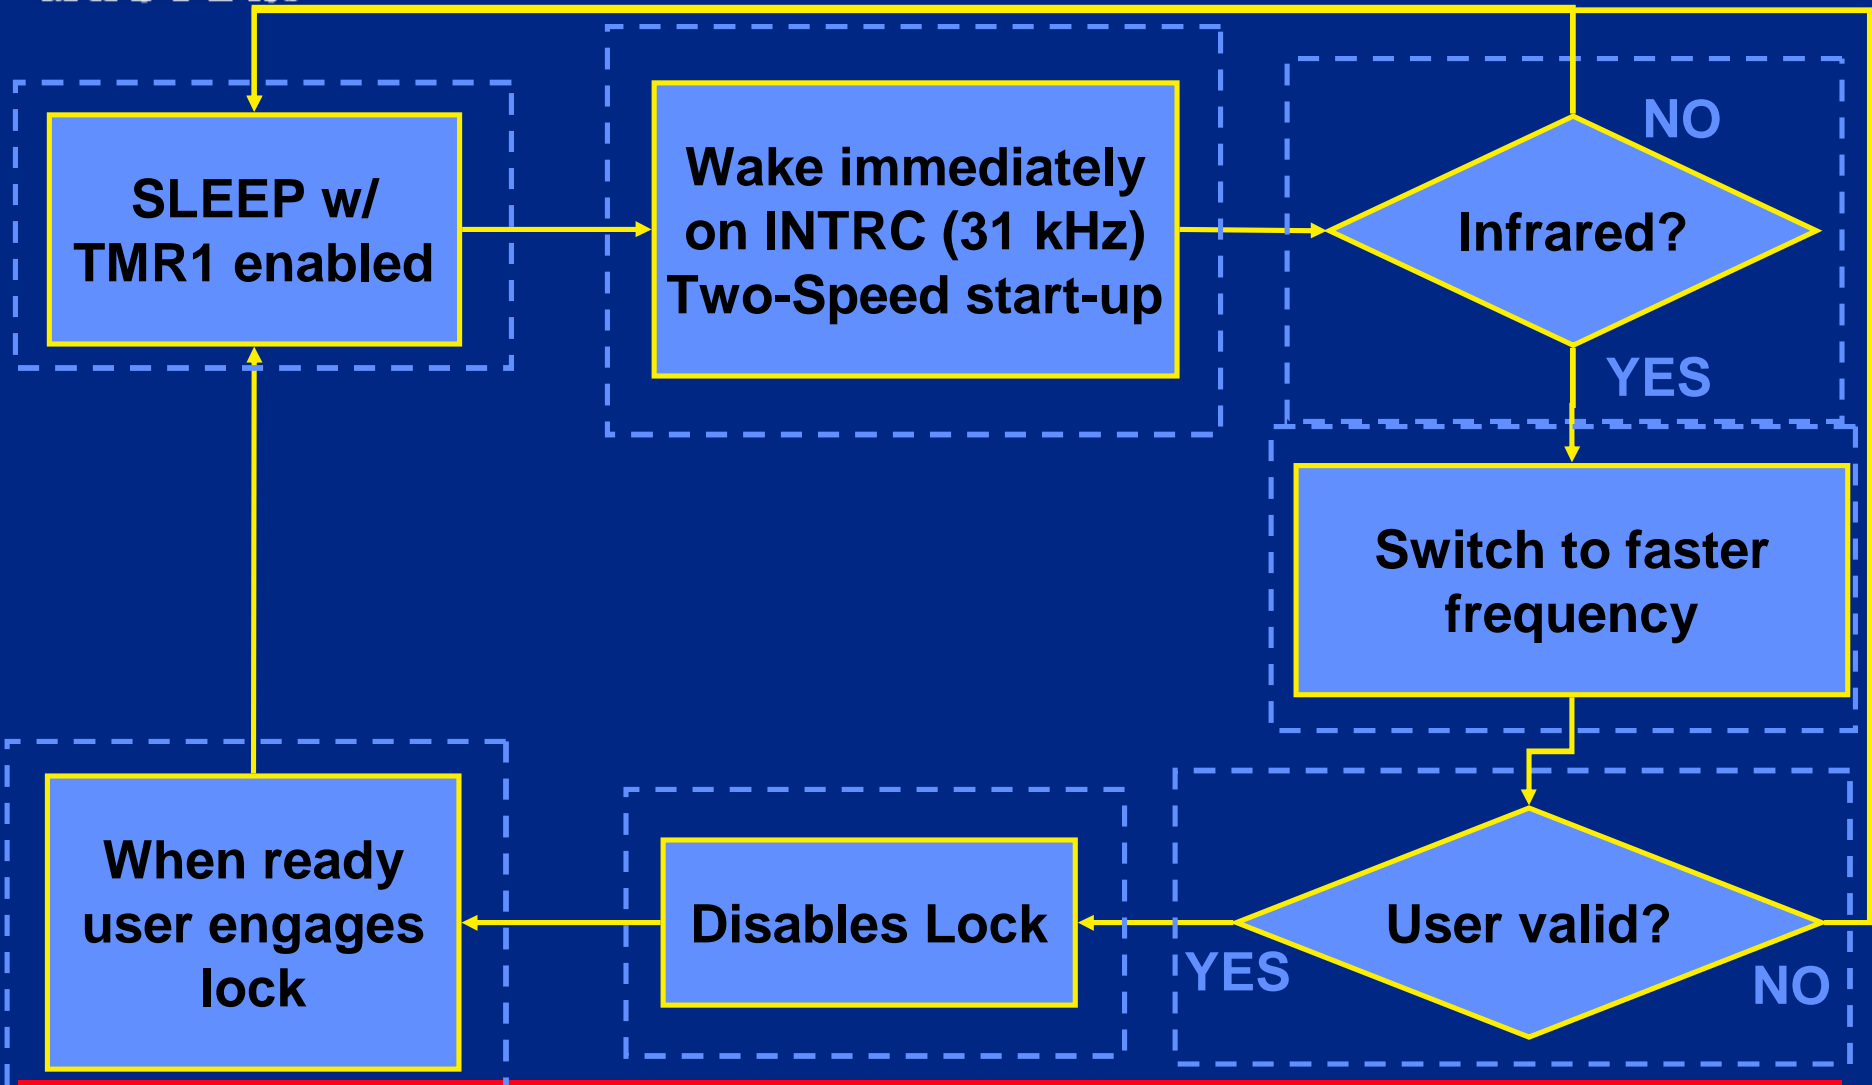 SLEEP w/
TMR1 enabled
Wake immediately
on INTRC (31 kHz)
Two-Speed start-up
NO
Infrared?
YES
Switch to faster
frequency
When ready
user engages
lock
Disables Lock
User valid?
YES
NO